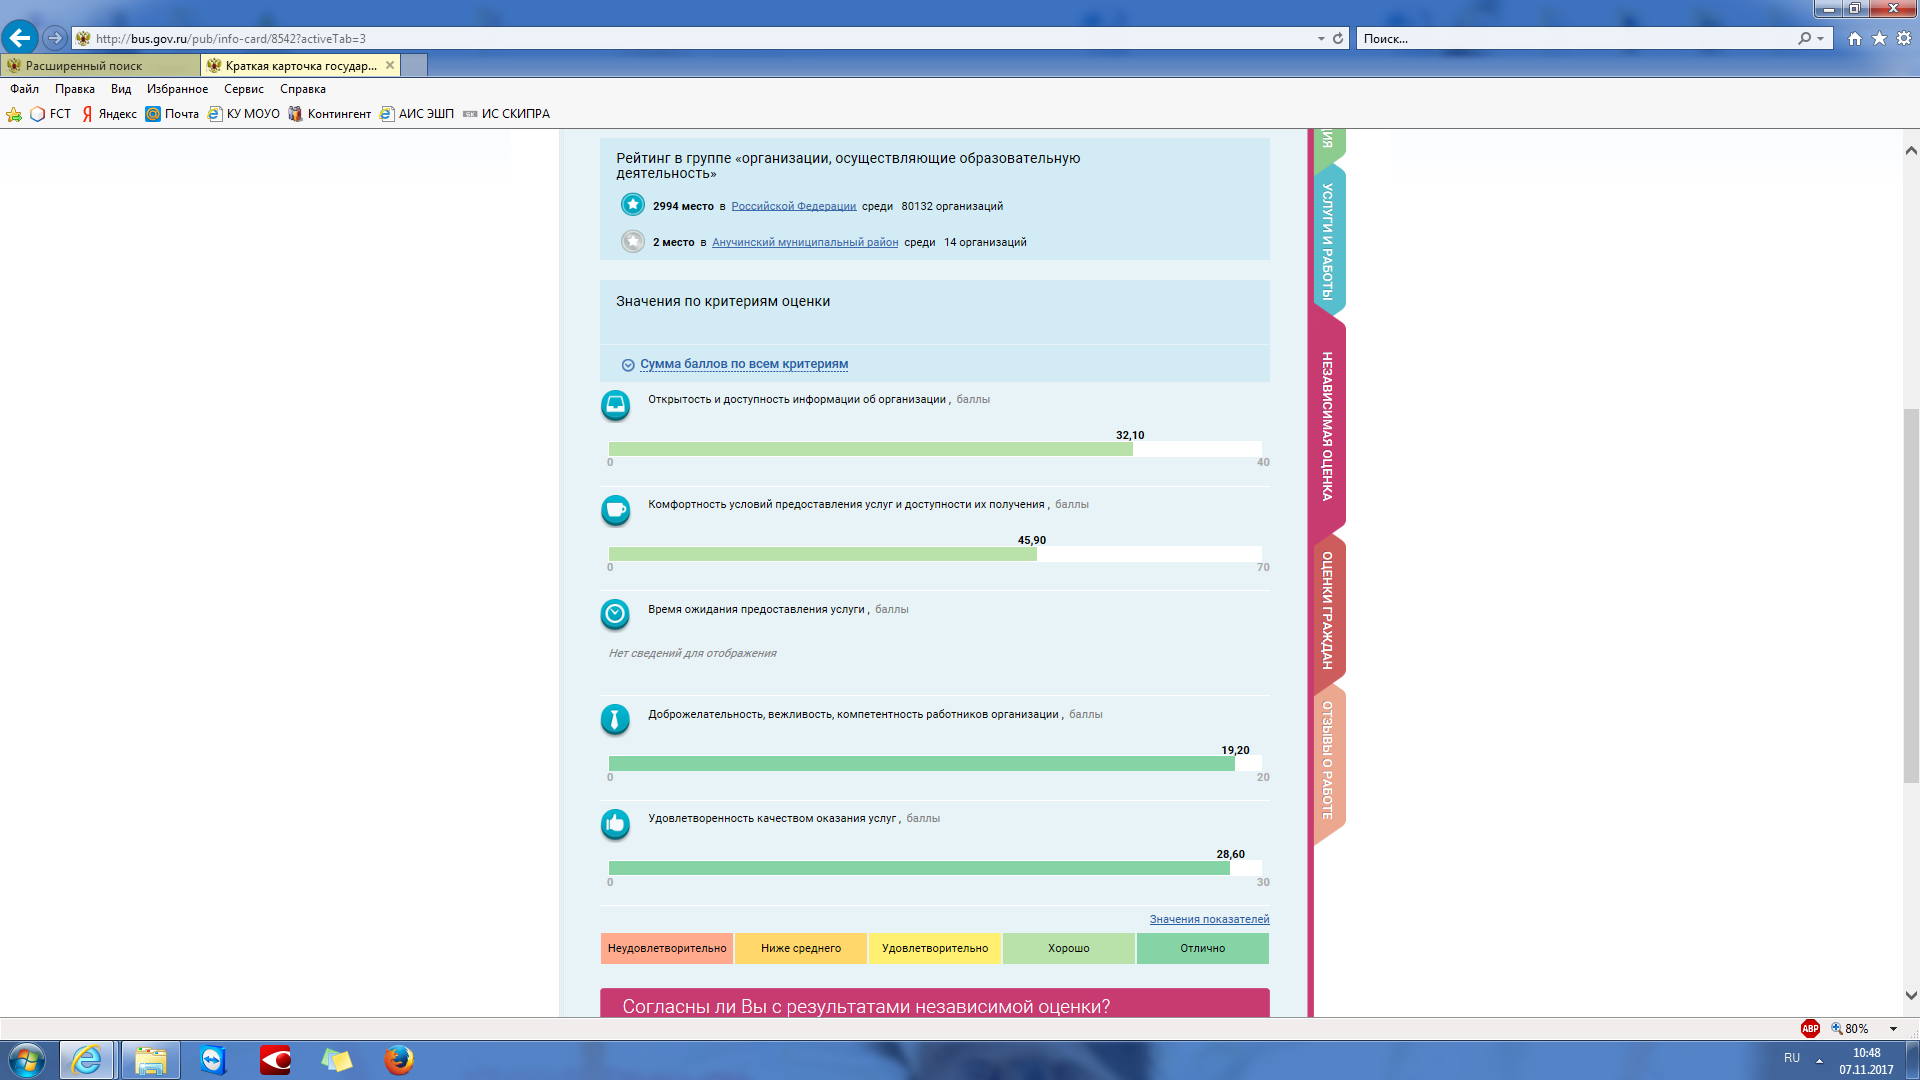 http://bus.gov.ru/pub/info-card/8542?activeTab=3
Поиск...
Расширенный поиск
Краткая карточка государ...
Файл Правка Вид Избранное Сервис Справка
FCT Яндекс Почта КУ МОУО Контингент АИС ЭШП ИС СКИПРА
Рейтинг в группе «организации, осуществляющие образовательную
деятельность»
2994 место в Российской Федерации среди 80132 организаций
2 место в Анучинский муниципальный район среди 14 организаций
Значения по критериям оценки
Сумма баллов по всем критериям
Открытость и доступность информации об организации , баллы
32,10
0 40
Комфортность условий предоставления услуг и доступности их получения , баллы
45,90
0 70
Время ожидания предоставления услуги , баллы
Нет сведений для отображения
Доброжелательность, вежливость, компетентность работников организации , баллы
19,20
0 20
Удовлетворенность качеством оказания услуг , баллы
28,60
0 30
Значения показателей
Неудовлетворительно Ниже среднего Удовлетворительно Хорошо Отлично
Согласны ли Вы с результатами независимой оценки?
УСЛУГИ И РАБОТЫ
НЕЗАВИСИМАЯ ОЦЕНКА
ОЦЕНКИ ГРАЖДАН
ОТЗЫВЫ О РАБОТЕ
ABP 80%
RU 10:48
07.11.2017